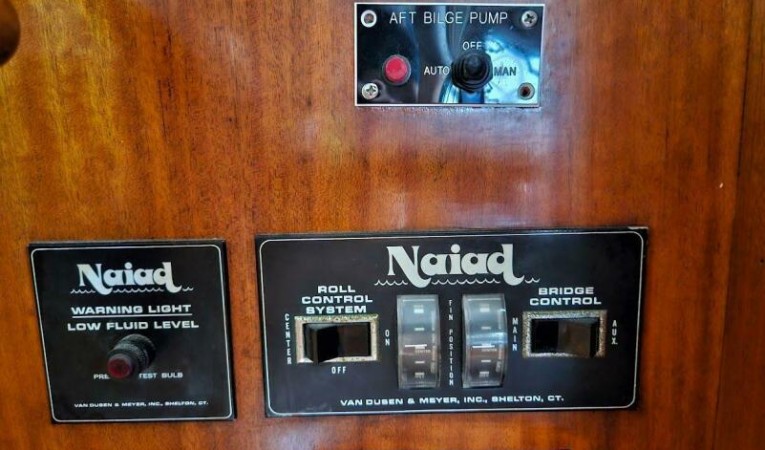 AFT BILGE PUMP
OFF
AUTO MAN
Naiad
WARNING LIGHT
LOW FLUID LEVEL
TEST BULB
VAN DUSEN & MEYER, INC., SHELTON, CT.
Naiad
ROLL
CONTROL
SYSTEM
CENTER
ON
OFF
FIN POSITION
BRIDGE
CONTROL
MAIN
AUX.
VAN DUSEN & MEYER, INC., SHELTON, CT.